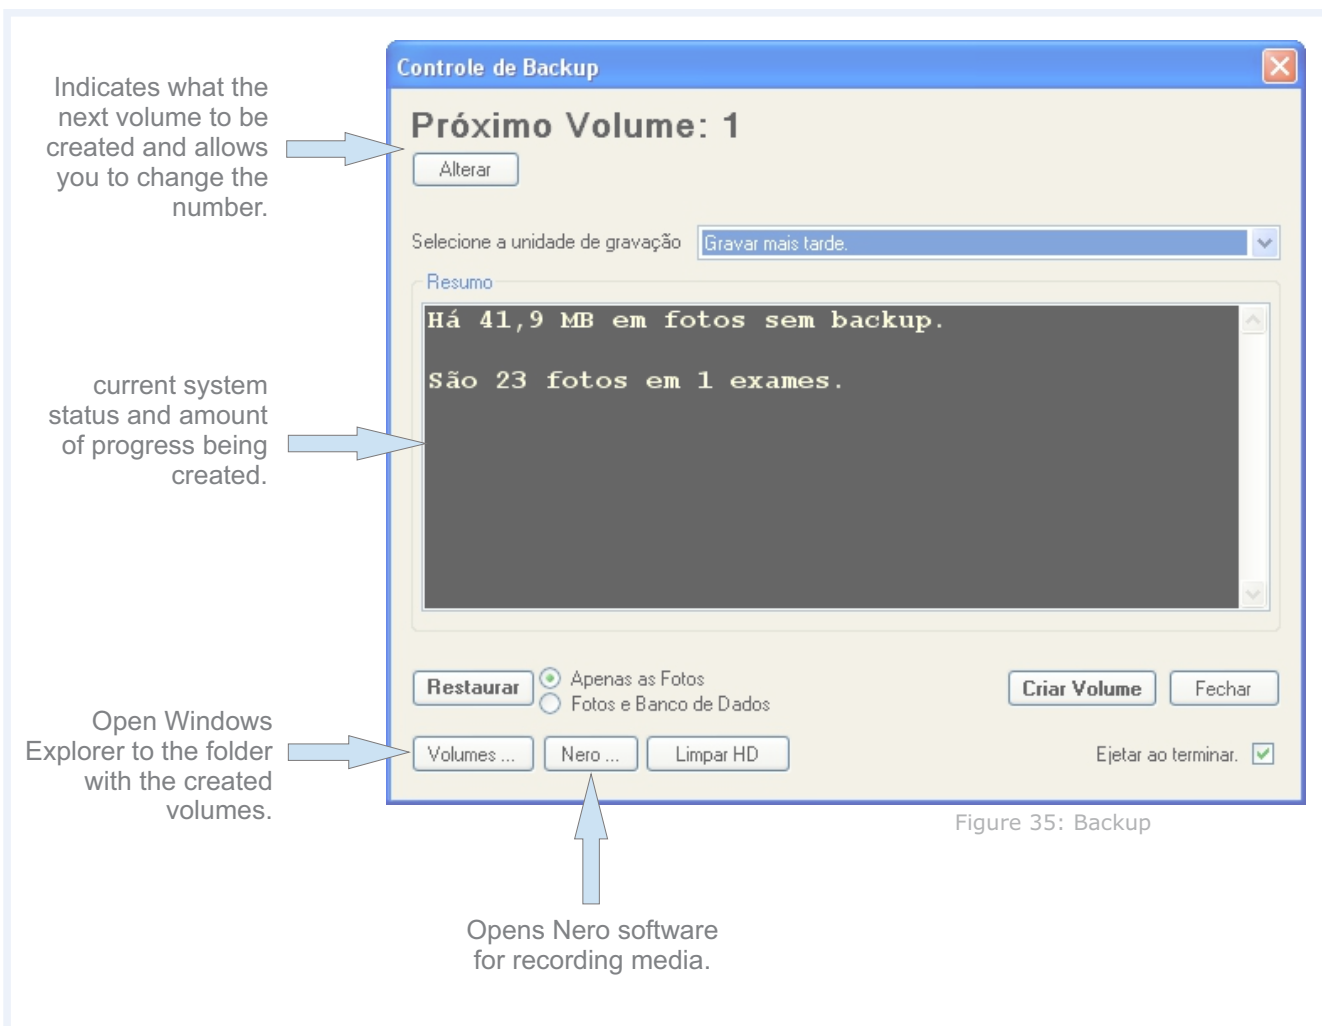 Indicates what the
next volume to be
created and allows
you to change the
number.
Controle de Backup
Próximo Volume: 1
Alterar
Selecione a unidade de gravação
Gravar mais tarde.
Resumo
Há 41,9 MB em fotos sem backup.
São 23 fotos em 1 exames.
current system
status and amount
of progress being
created.
Restaurar
Apenas as Fotos
Fotos e Banco de Dados
Criar Volume
Fechar
Open Windows
Explorer to the folder
with the created
volumes.
Volumes ...
Nero ...
Limpar HD
Ejetar ao terminar.
Figure 35: Backup
Opens Nero software
for recording media.